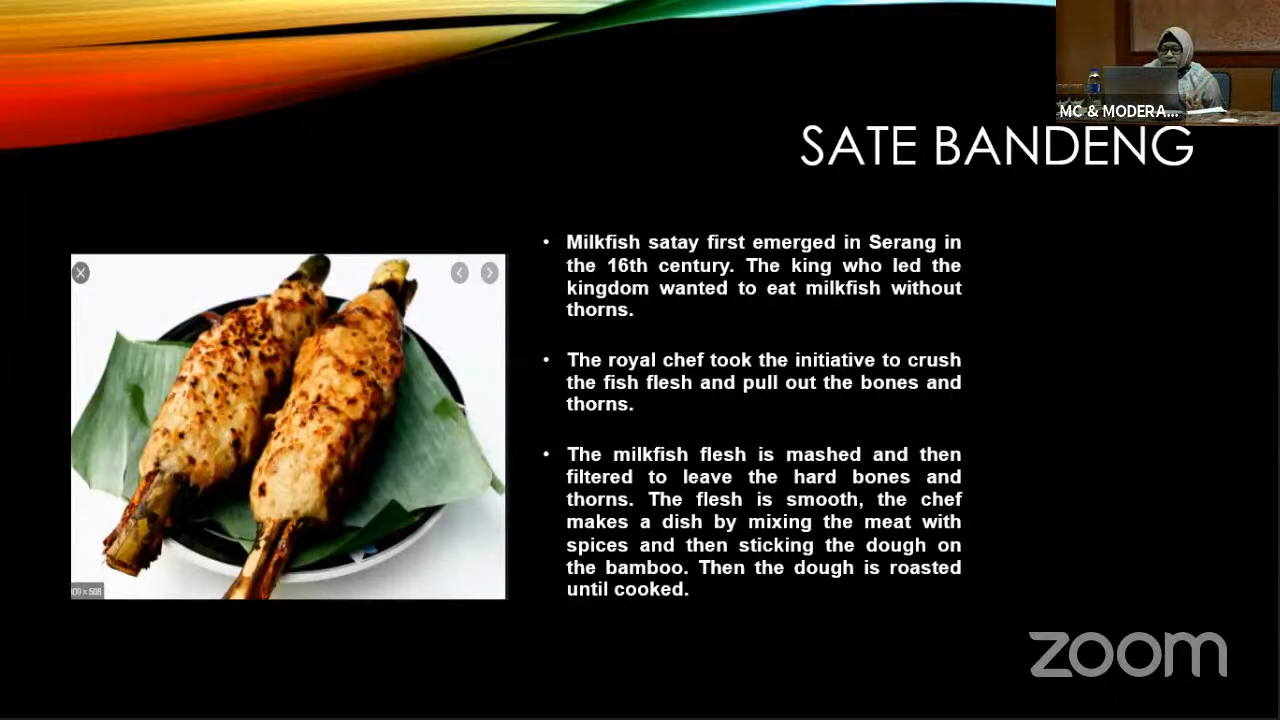 MC & MODERA...
SATE BANDENG
• Milkfish satay first emerged in Serang in
the 16th century. The king who led the
kingdom wanted to eat milkfish without
thorns.
• The royal chef took the initiative to crush
the fish flesh and pull out the bones and
thorns.
• The milkfish flesh is mashed and then
filtered to leave the hard bones and
thorns. The flesh is smooth, the chef
makes a dish by mixing the meat with
spices and then sticking the dough on
the bamboo. Then the dough is roasted
until cooked.
zoom